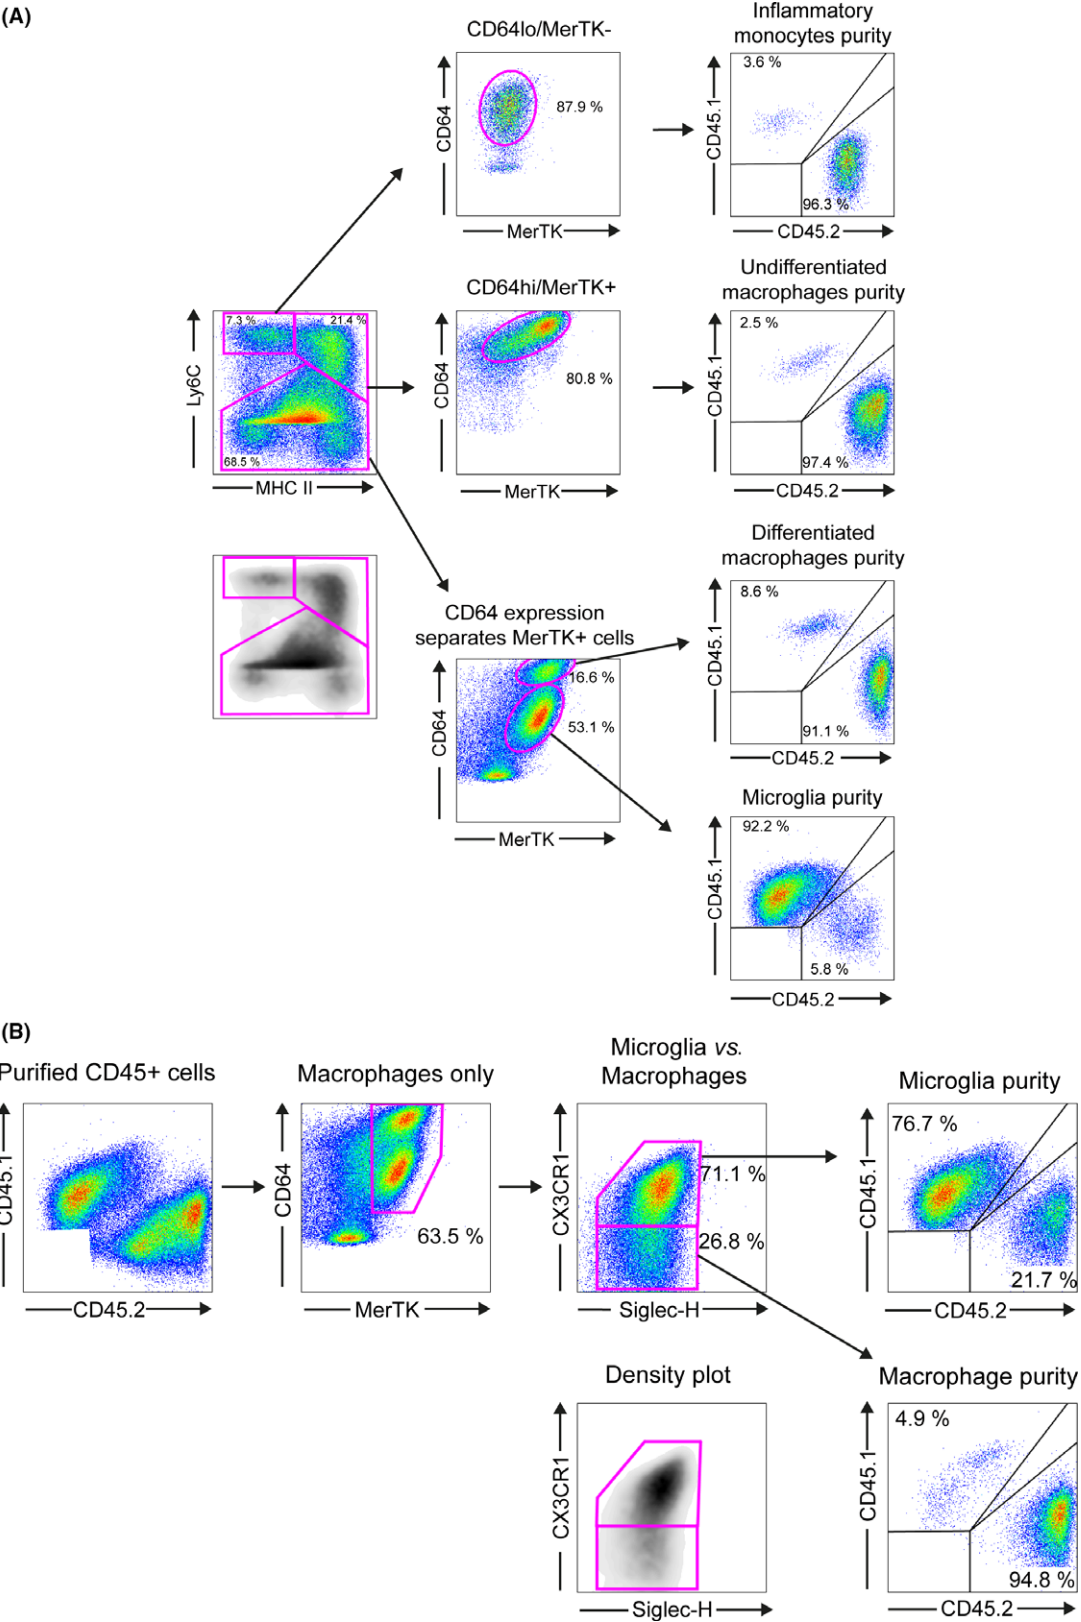 (A)
CD64lo/MerTK-
Inflammatory
monocytes purity
CD64
87.9 %
MerTK
3.6 %
CD45.1
96.3 %
CD45.2
7.3 %
21.4 %
Ly6C
68.5 %
MHC II
CD64hi/MerTK+
CD64
80.8 %
MerTK
Undifferentiated
macrophages purity
2.5 %
CD45.1
97.4 %
CD45.2
CD64 expression
separates MerTK+ cells
CD64
16.6 %
53.1 %
MerTK
Differentiated
macrophages purity
8.6 %
CD45.1
91.1 %
CD45.2
Microglia purity
92.2 %
CD45.1
5.8 %
CD45.2
(B)
Purified CD45+ cells
CD45.1
CD45.2
Macrophages only
CD64
63.5 %
MerTK
Microglia vs.
Macrophages
CX3CR1
71.1 %
26.8 %
Siglec-H
Microglia purity
76.7 %
CD45.1
21.7 %
CD45.2
Density plot
CX3CR1
Siglec-H
Macrophage purity
4.9 %
CD45.1
94.8 %
CD45.2